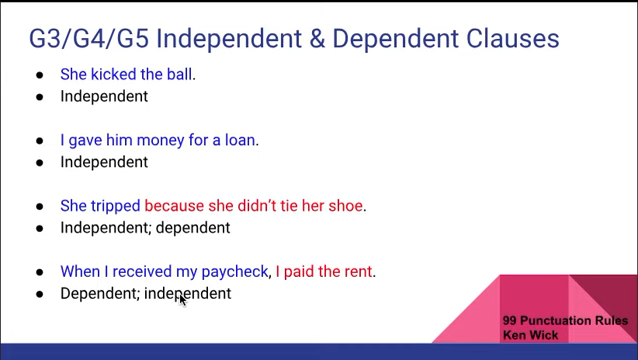 G3/G4/G5 Independent & Dependent Clauses
● She kicked the ball.
● Independent
● I gave him money for a loan.
● Independent
● She tripped because she didn't tie her shoe.
● Independent; dependent
● When I received my paycheck, I paid the rent.
● Dependent; independent
99 Punctuation Rules
Ken Wick